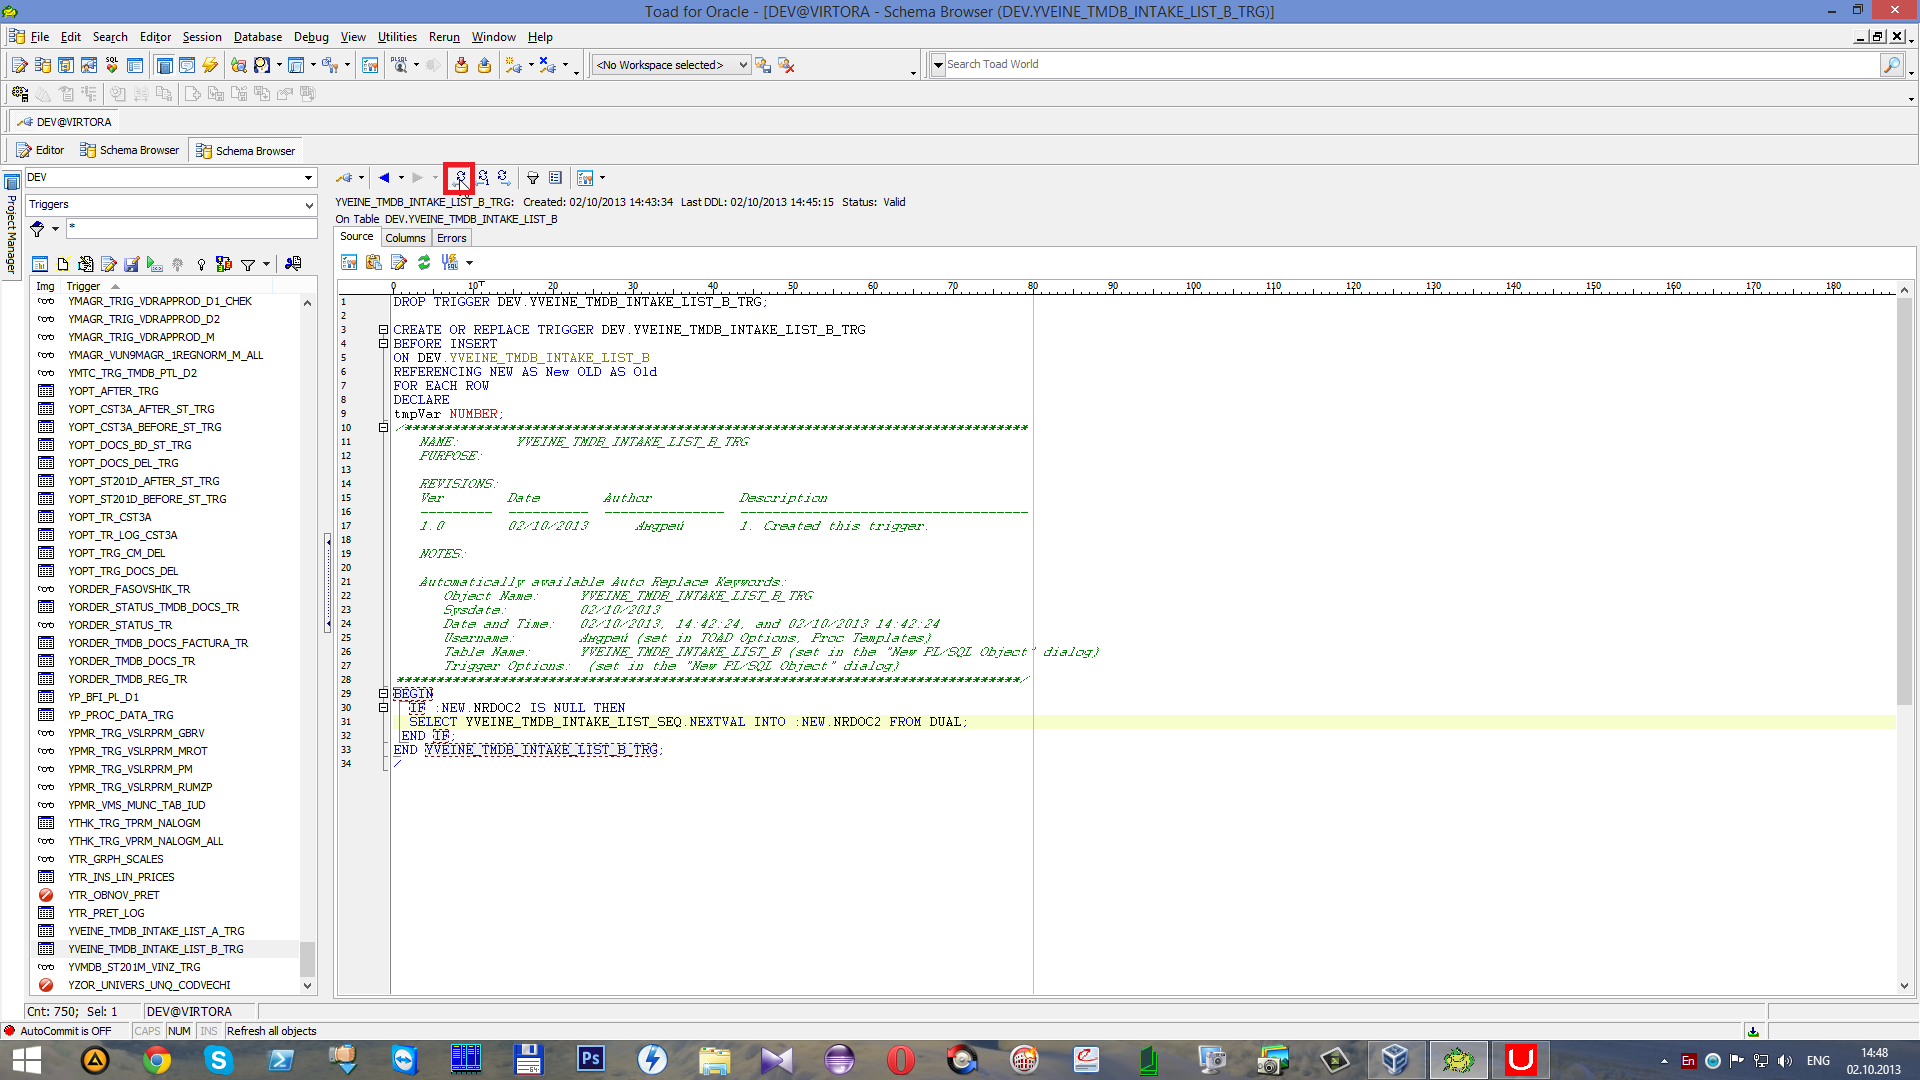 Toad for Oracle - [DEV@VIRTORA - Schema Browser (DEV.YVEINE_TMDB_INTAKE_LIST_B_TRG)]
File Edit Search Editor Session Database Debug View Utilities Rerun Window Help
<No Workspace selected> Search Toad World
DEV@VIRTORA
Editor Schema Browser Schema Browser
Project Manager
DEV
Triggers
*
Img Trigger
YMAGR_TRIG_VDRAPPROD_D1_CHEK
YMAGR_TRIG_VDRAPPROD_D2
YMAGR_TRIG_VDRAPPROD_M
YMAGR_VUN9MAGR_1REGNORM_M_ALL
YMTC_TRG_TMDB_PTL_D2
YOPT_AFTER_TRG
YOPT_CST3A_AFTER_ST_TRG
YOPT_CST3A_BEFORE_ST_TRG
YOPT_DOCS_BD_ST_TRG
YOPT_DOCS_DEL_TRG
YOPT_ST201D_AFTER_ST_TRG
YOPT_ST201D_BEFORE_ST_TRG
YOPT_TR_CST3A
YOPT_TR_LOG_CST3A
YOPT_TRG_CM_DEL
YOPT_TRG_DOCS_DEL
YORDER_FASOVSHIK_TR
YORDER_STATUS_TMDB_DOCS_TR
YORDER_STATUS_TR
YORDER_TMDB_DOCS_FACTURA_TR
YORDER_TMDB_DOCS_TR
YORDER_TMDB_REG_TR
YP_BFI_PL_D1
YP_PROC_DATA_TRG
YPMR_TRG_VSLRPRM_GBRV
YPMR_TRG_VSLRPRM_MROT
YPMR_TRG_VSLRPRM_PM
YPMR_TRG_VSLRPRM_RUMZP
YPMR_VMS_MUNC_TAB_IUD
YTHK_TRG_TPRM_NALOGM
YTHK_TRG_VPRM_NALOGM_ALL
YTR_GRPH_SCALES
YTR_INS_LIN_PRICES
YTR_OBNOV_PRET
YTR_PRET_LOG
YVEINE_TMDB_INTAKE_LIST_A_TRG
YVEINE_TMDB_INTAKE_LIST_B_TRG
YVMDB_ST201M_VINZ_TRG
YZOR_UNIVERS_UNQ_CODVECHI
YVEINE_TMDB_INTAKE_LIST_B_TRG: Created: 02/10/2013 14:43:34 Last DDL: 02/10/2013 14:45:15 Status: Valid
On Table DEV.YVEINE_TMDB_INTAKE_LIST_B
Source Columns Errors
0 10 20 30 40 50 60 70 80 90 100 110 120 130 140 150 160 170 180
1 DROP TRIGGER DEV.YVEINE_TMDB_INTAKE_LIST_B_TRG;
2
3 CREATE OR REPLACE TRIGGER DEV.YVEINE_TMDB_INTAKE_LIST_B_TRG
4 BEFORE INSERT
5 ON DEV.YVEINE_TMDB_INTAKE_LIST_B
6 REFERENCING NEW AS New OLD AS Old
7 FOR EACH ROW
8 DECLARE
9 tmpVar NUMBER;
10 /******************************************************************************
11 NAME: YVEINE_TMDB_INTAKE_LIST_B_TRG
12 PURPOSE:
13
14 REVISIONS:
15 Ver Date Author Description
16 --------- ---------- --------------- ------------------------------------
17 1.0 02/10/2013 Андрей 1. Created this trigger.
18
19 NOTES:
20
21 Automatically available Auto Replace Keywords:
22 Object Name: YVEINE_TMDB_INTAKE_LIST_B_TRG
23 Sysdate: 02/10/2013
24 Date and Time: 02/10/2013, 14:42:24, and 02/10/2013 14:42:24
25 Username: Андрей (set in TOAD Options, Proc Templates)
26 Table Name: YVEINE_TMDB_INTAKE_LIST_B (set in the "New PL/SQL Object" dialog)
27 Trigger Options: (set in the "New PL/SQL Object" dialog)
28 ******************************************************************************/
29 BEGIN
30 IF :NEW.NRDOC2 IS NULL THEN
31 SELECT YVEINE_TMDB_INTAKE_LIST_SEQ.NEXTVAL INTO :NEW.NRDOC2 FROM DUAL;
32 END IF;
33 END YVEINE_TMDB_INTAKE_LIST_B_TRG;
34 /
Cnt: 750; Sel: 1 DEV@VIRTORA
AutoCommit is OFF CAPS NUM INS Refresh all objects
ENG 14:48
02.10.2013